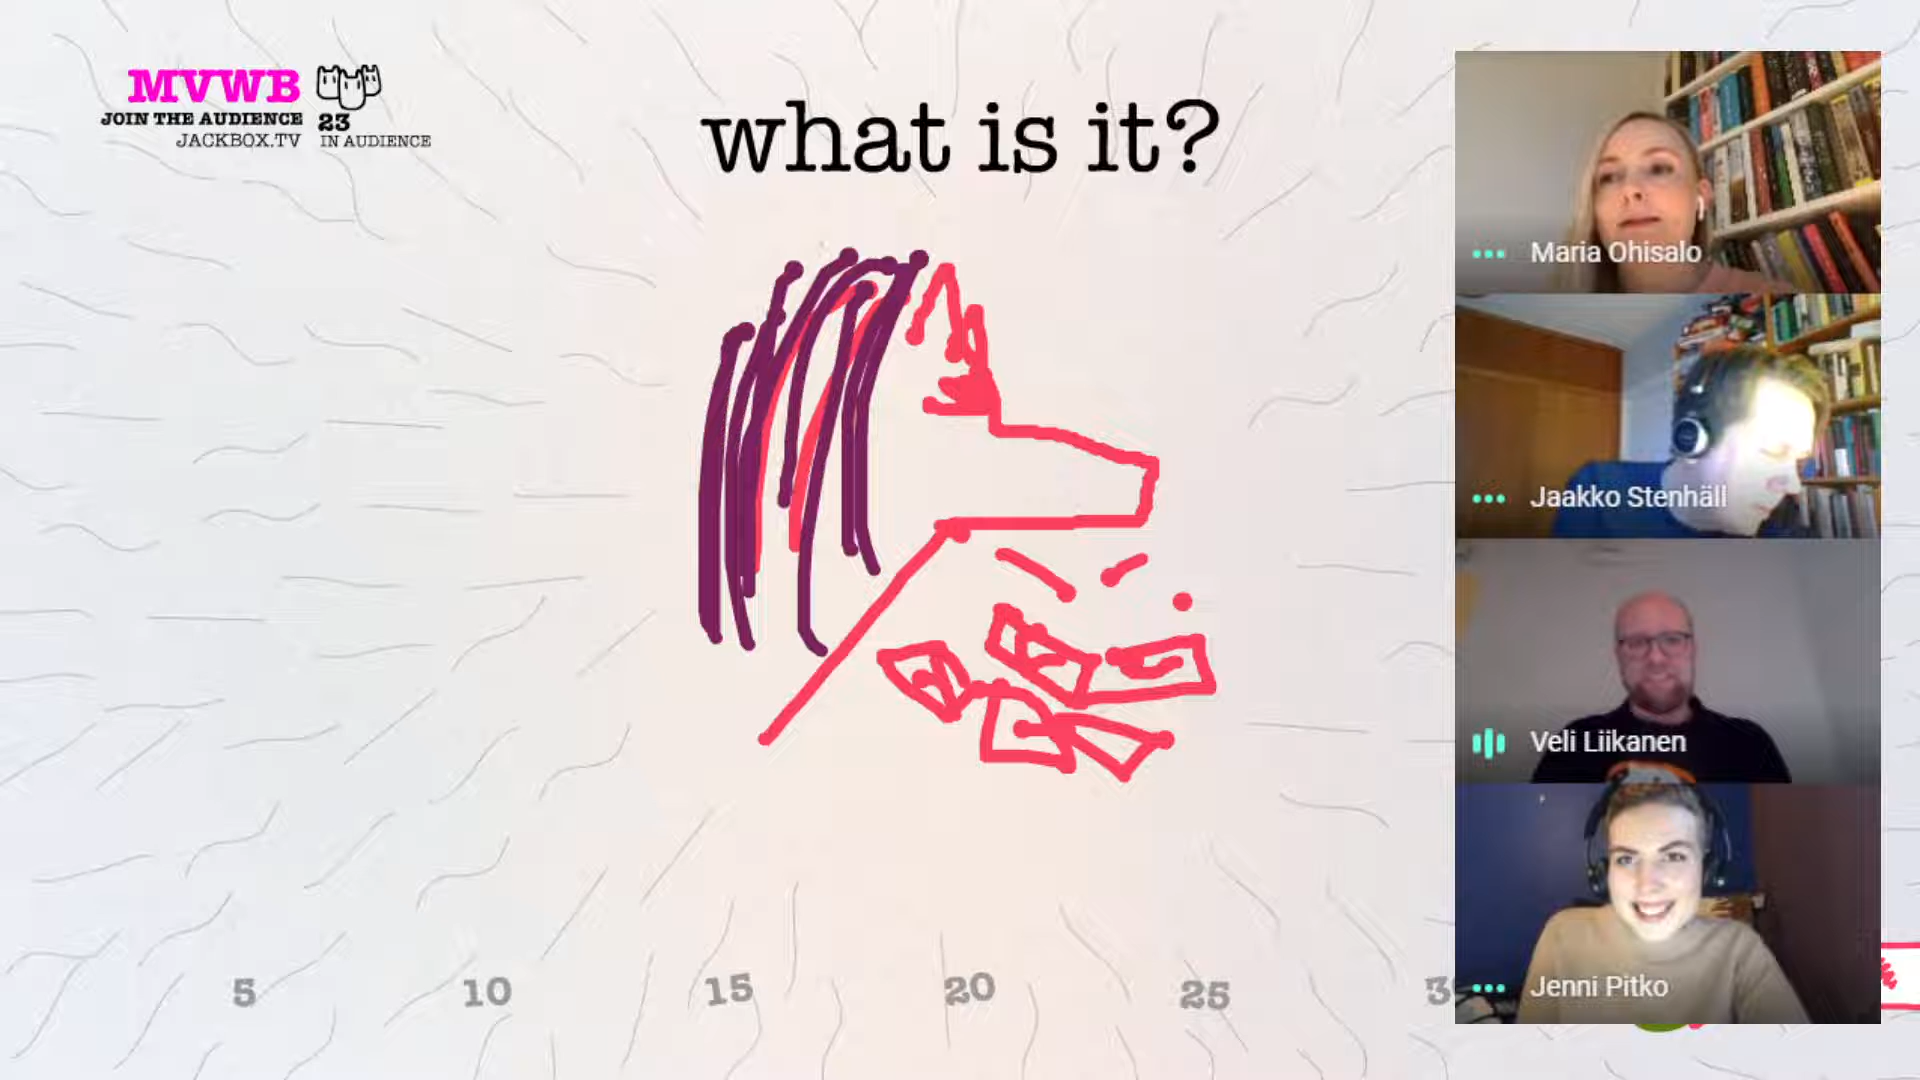 MVWB
JOIN THE AUDIENCE
JACKBOX.TV
23
IN AUDIENCE
what is it?
Maria Ohisalo
Jaakko Stenhäll
Veli Liikanen
Jenni Pitko
5 10 15 20 25